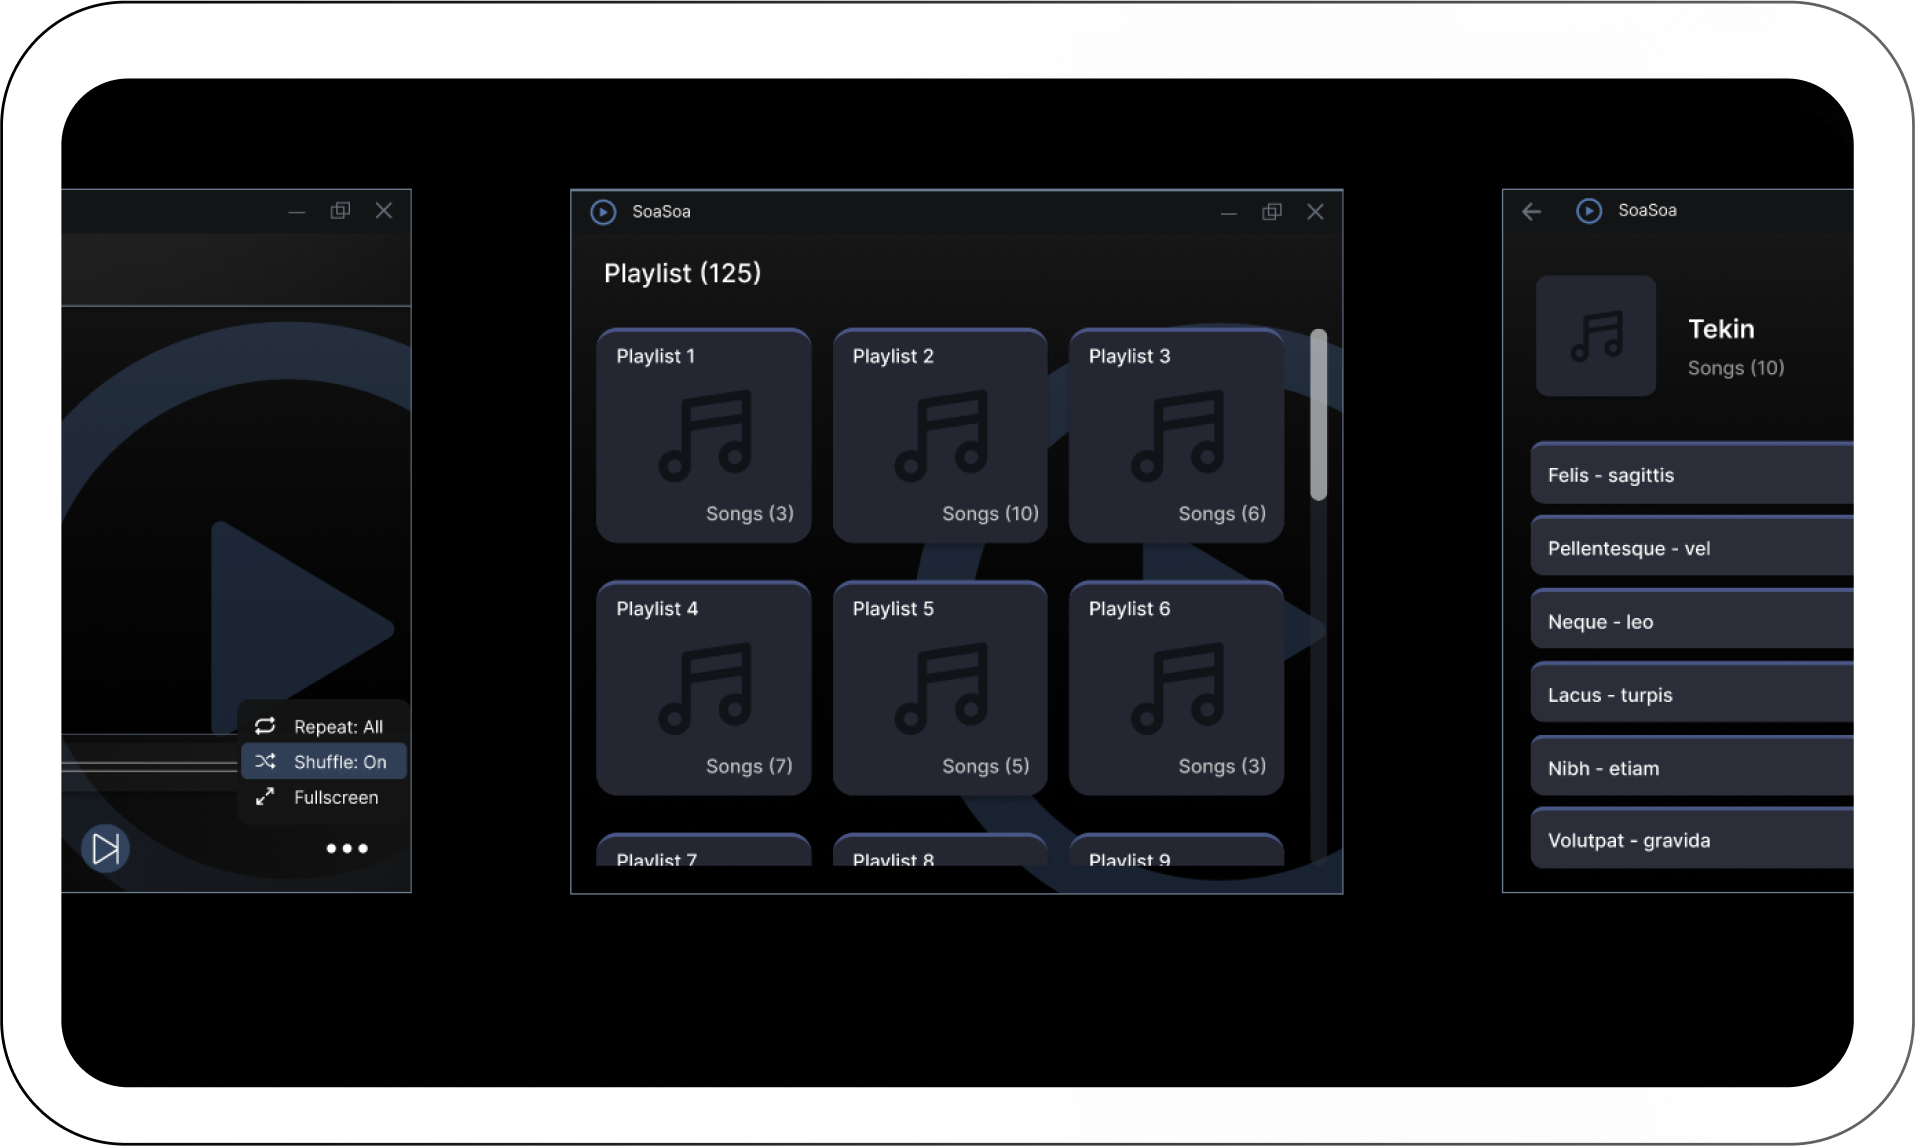 Repeat: All
Shuffle: On
Fullscreen
SoaSoa
Playlist (125)
Playlist 1
Songs (3)
Playlist 2
Songs (10)
Playlist 3
Songs (6)
Playlist 4
Songs (7)
Playlist 5
Songs (5)
Playlist 6
Songs (3)
Playlist 7
Playlist 8
Playlist 9
SoaSoa
Tekin
Songs (10)
Felis - sagittis
Pellentesque - vel
Neque - leo
Lacus - turpis
Nibh - etiam
Volutpat - gravida